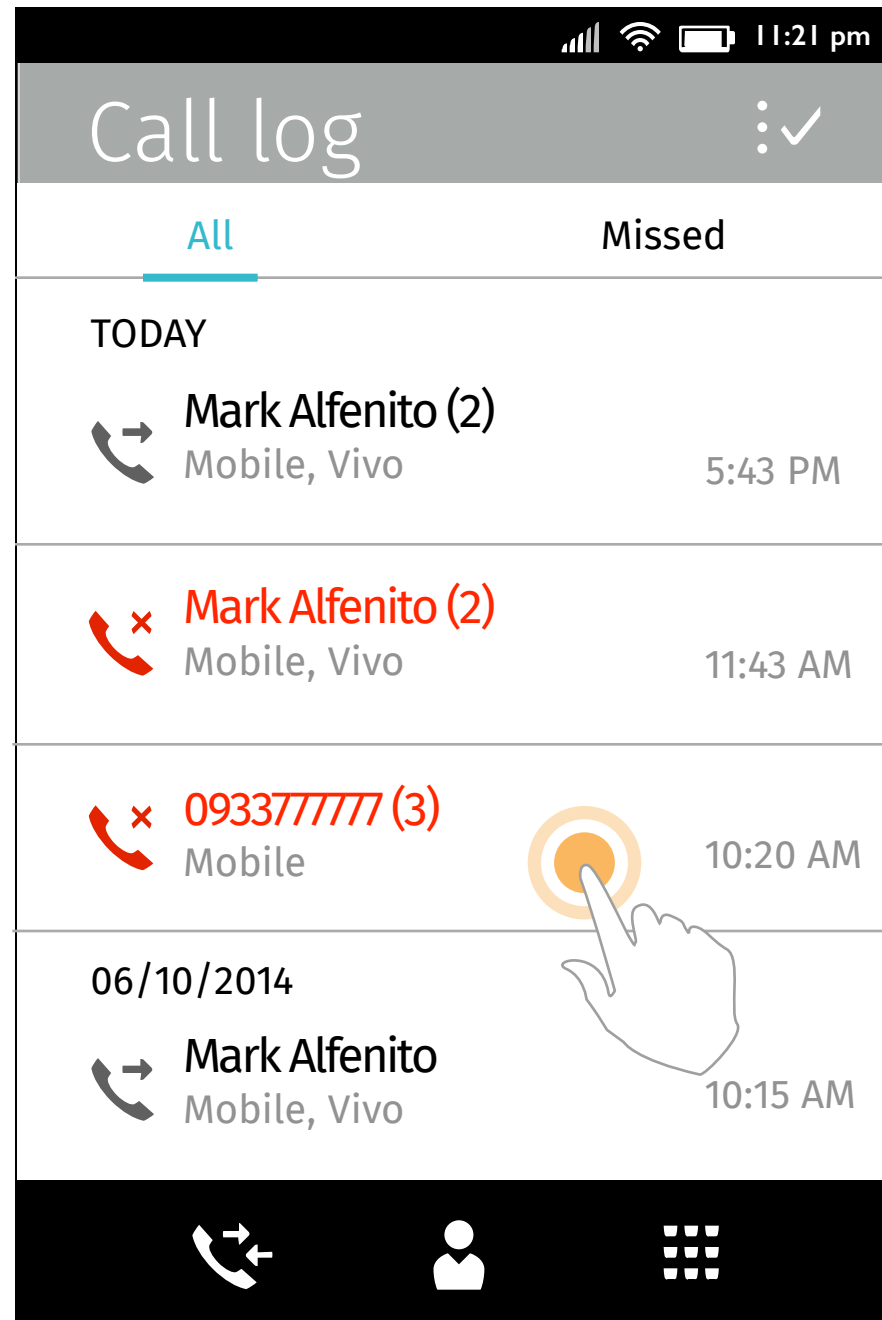 11:21 pm
Call log
All Missed
TODAY
Mark Alfenito (2)
Mobile, Vivo
5:43 PM
Mark Alfenito (2)
Mobile, Vivo
11:43 AM
0933777777 (3)
Mobile
10:20 AM
06/10/2014
Mark Alfenito
Mobile, Vivo
10:15 AM